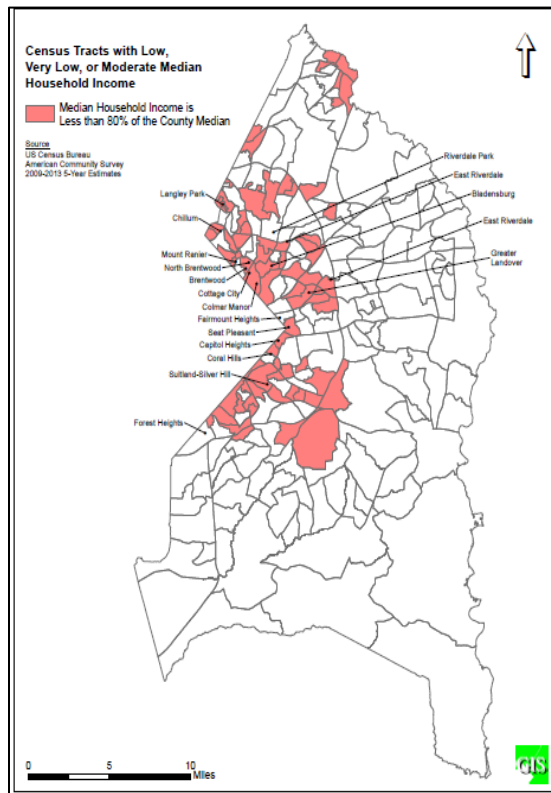 Census Tracts with Low,
Very Low, or Moderate Median
Household Income
Median Household Income is
Less than 80% of the County Median
Source
US Census Bureau
American Community Survey
2009-2013 5-Year Estimates
Riverdale Park
East Riverdale
Bladensburg
Langley Park
East Riverdale
Chillum
Greater
Landover
Mount Ranier
North Brentwood
Brentwood
Cottage City
Colmar Manor
Fairmount Heights
Seat Pleasant
Capitol Heights
Coral Hills
Suitland-Silver Hill
Forest Heights
0 5 10
Miles
GIS